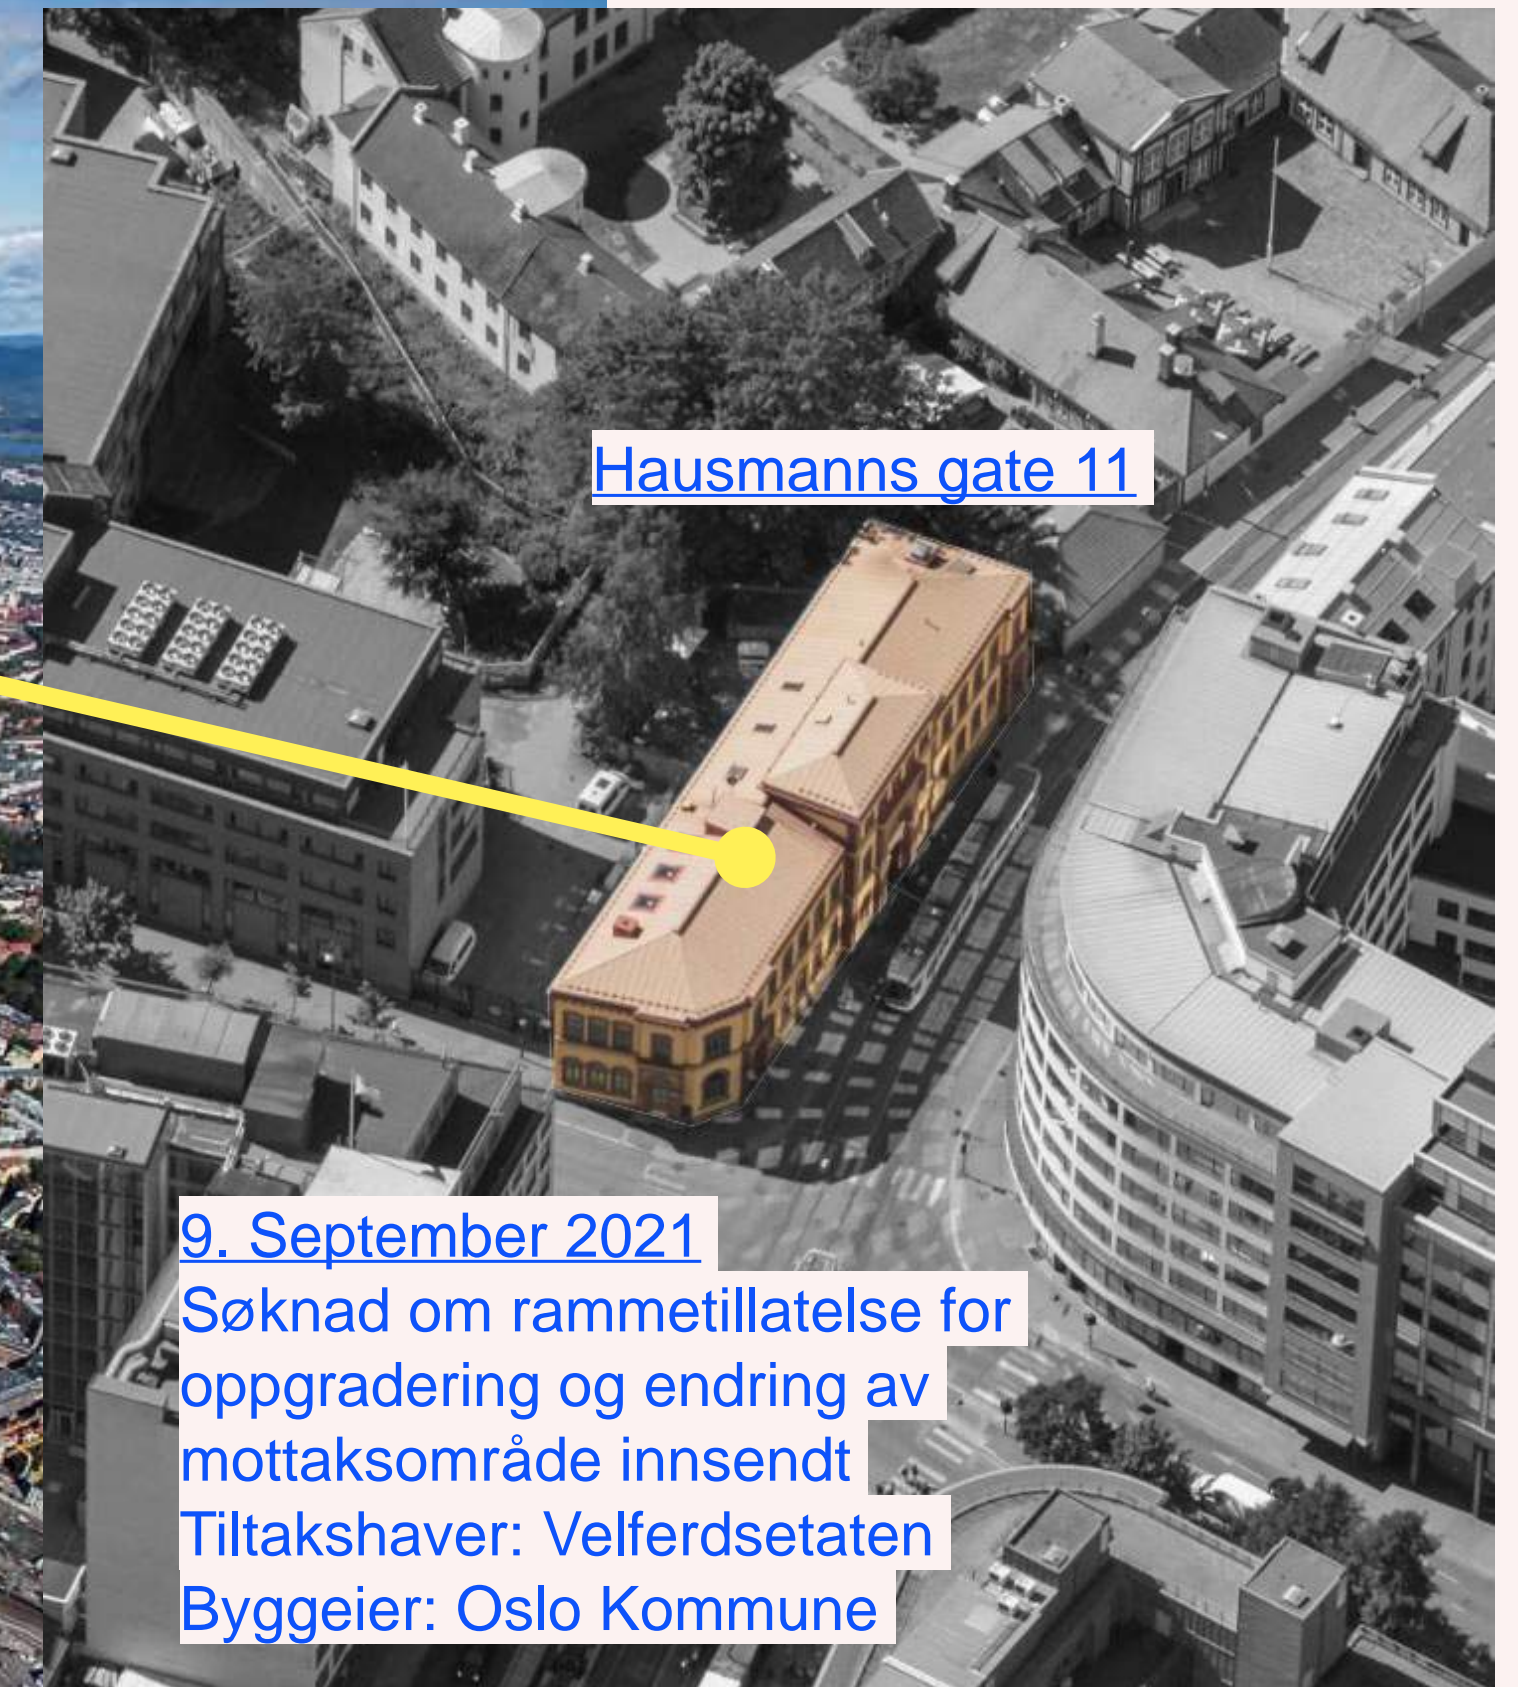 Hausmanns gate 11
9. September 2021
Søknad om rammetillatelse for
oppgradering og endring av
mottaksområde innsendt
Tiltakshaver: Velferdsetaten
Byggeier: Oslo Kommune